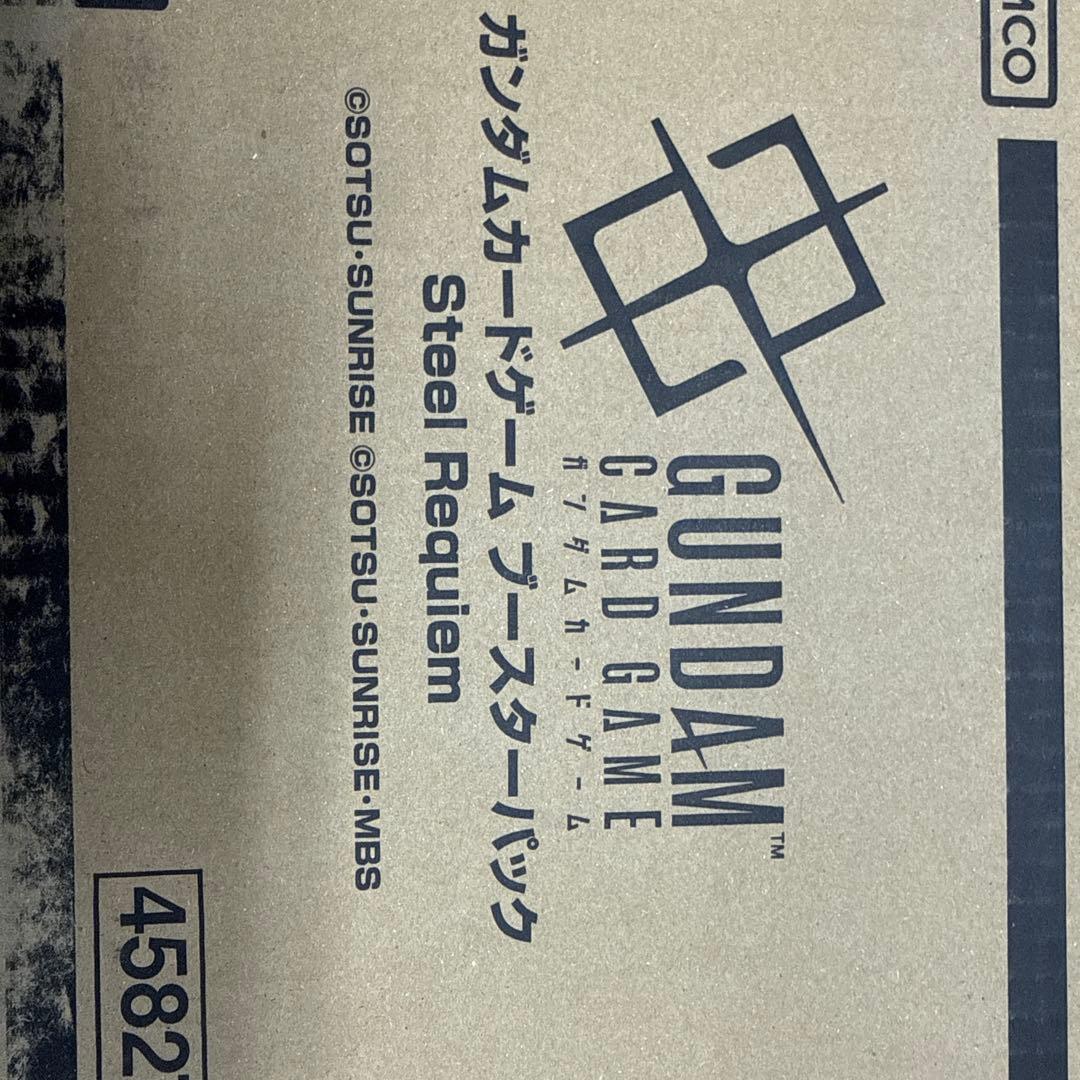 MCO
GUNDAM™
CARD GAME
ガンダムカードゲーム
ガンダムカードゲーム ブースターパック
Steel Requiem
©SOTSU・SUNRISE ©SOTSU・SUNRISE・MBS
4582